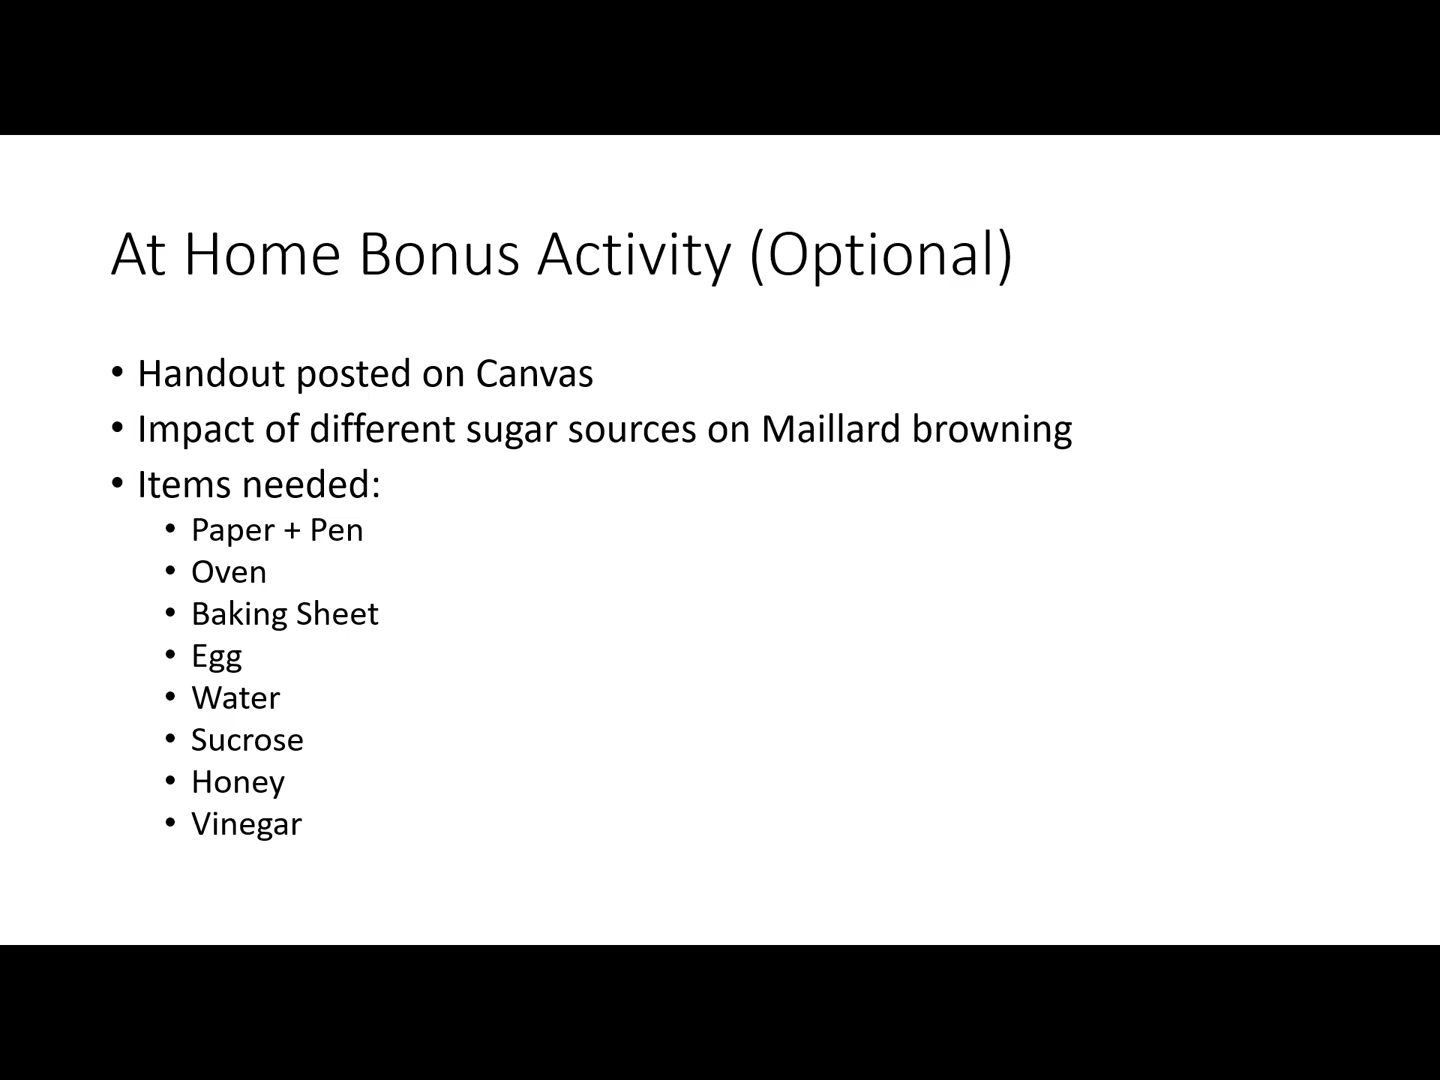 At Home Bonus Activity (Optional)
• Handout posted on Canvas
• Impact of different sugar sources on Maillard browning
• Items needed:
• Paper + Pen
• Oven
• Baking Sheet
• Egg
• Water
• Sucrose
• Honey
• Vinegar